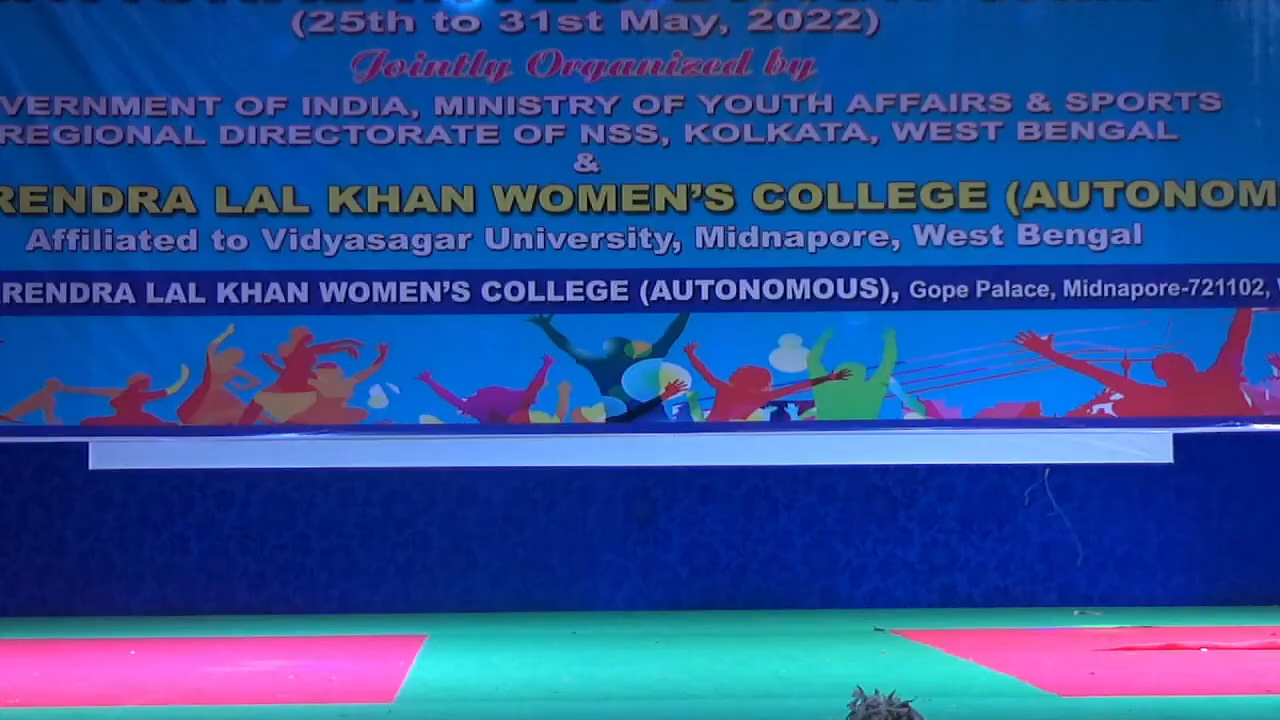 (25th to 31st May, 2022)
Jointly Organized by
VERNMENT OF INDIA, MINISTRY OF YOUTH AFFAIRS & SPORTS
REGIONAL DIRECTORATE OF NSS, KOLKATA, WEST BENGAL
&
RENDRA LAL KHAN WOMEN'S COLLEGE (AUTONOM
Affiliated to Vidyasagar University, Midnapore, West Bengal
RENDRA LAL KHAN WOMEN'S COLLEGE (AUTONOMOUS), Gope Palace, Midnapore-721102,